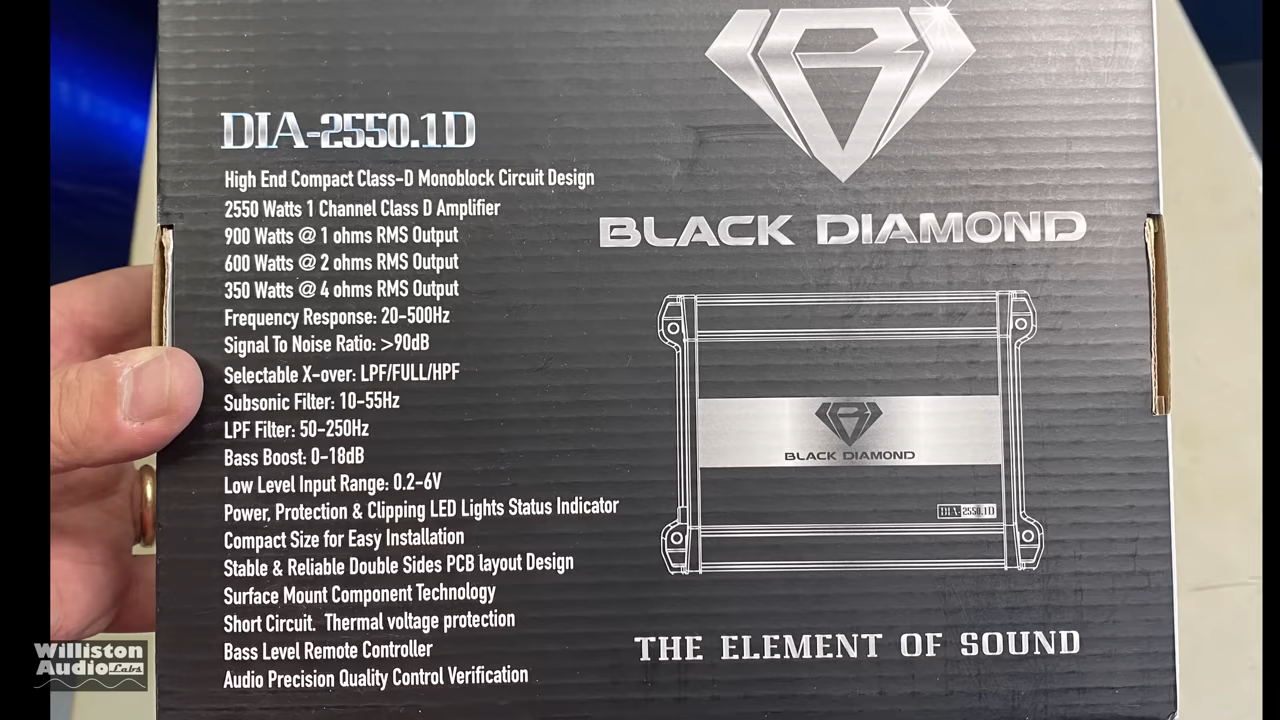 DIA-2550.1D
High End Compact Class-D Monoblock Circuit Design
2550 Watts 1 Channel Class D Amplifier
900 Watts @ 1 ohms RMS Output
600 Watts @ 2 ohms RMS Output
350 Watts @ 4 ohms RMS Output
Frequency Response: 20-500Hz
Signal To Noise Ratio: >90dB
Selectable X-over: LPF/FULL/HPF
Subsonic Filter: 10-55Hz
LPF Filter: 50-250Hz
Bass Boost: 0-18dB
Low Level Input Range: 0.2-6V
Power, Protection & Clipping LED Lights Status Indicator
Compact Size for Easy Installation
Stable & Reliable Double Sides PCB layout Design
Surface Mount Component Technology
Short Circuit. Thermal voltage protection
Bass Level Remote Controller
Audio Precision Quality Control Verification
BLACK DIAMOND
BLACK DIAMOND
DIA-2550.1D
THE ELEMENT OF SOUND
Williston
Audio Labs